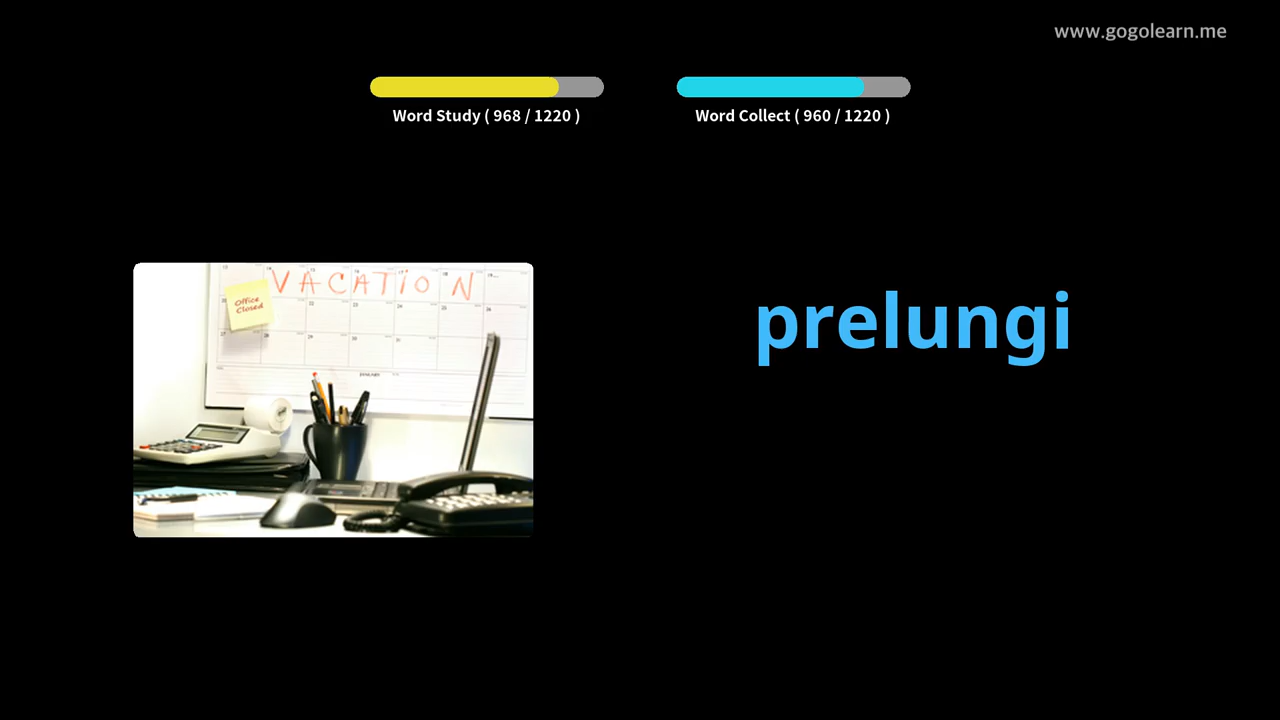 www.gogolearn.me
Word Study ( 968 / 1220 )
Word Collect ( 960 / 1220 )
VACATION
Office
Closed
prelungi